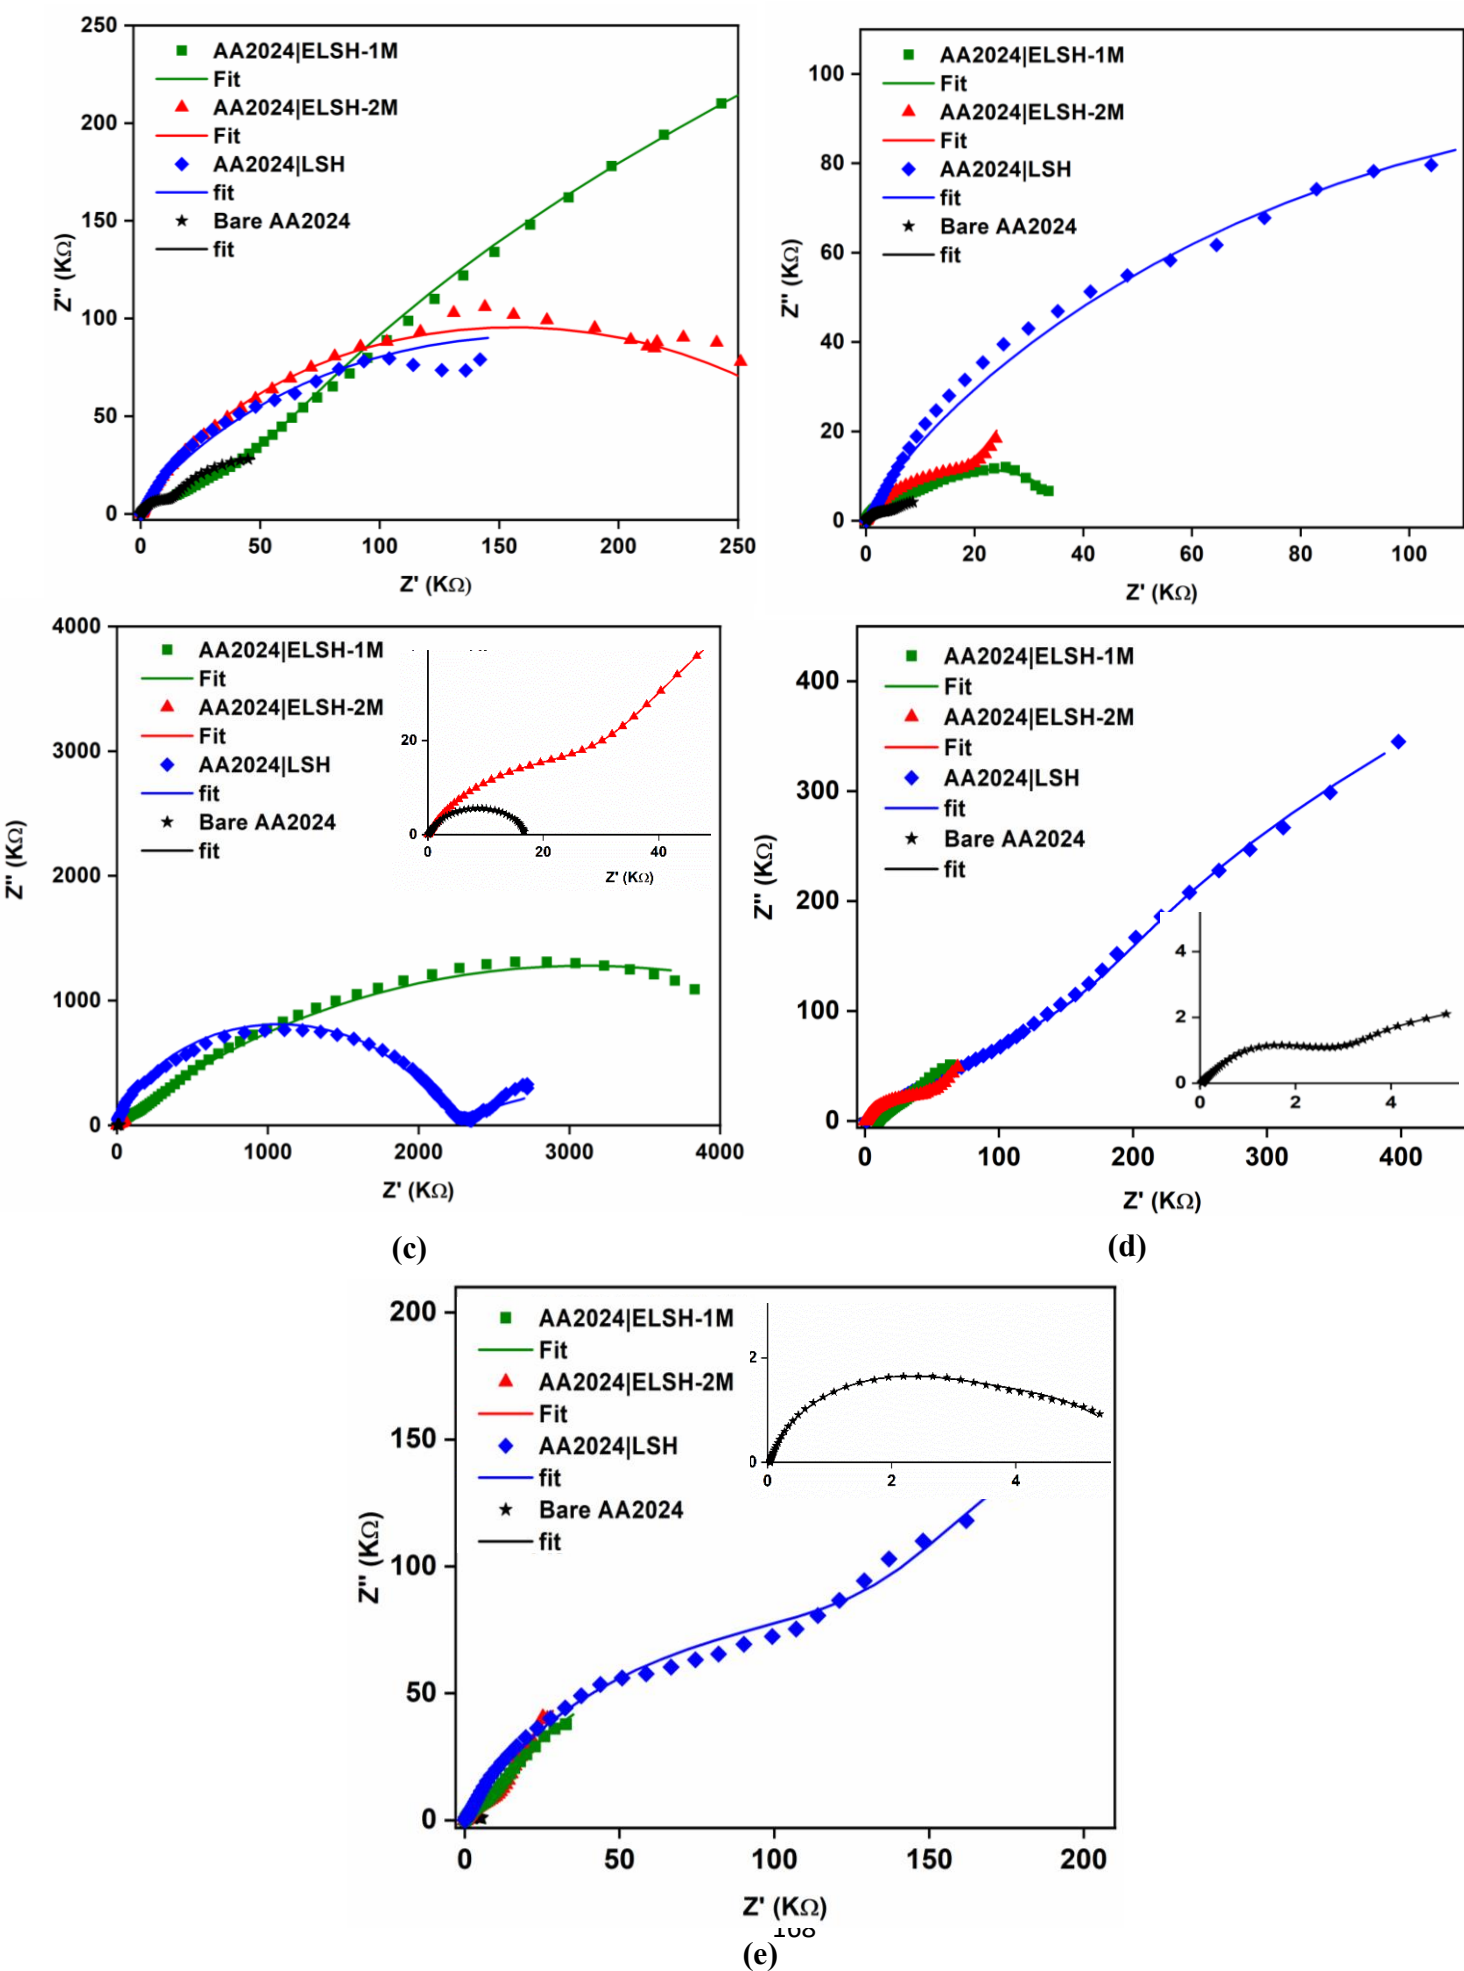 250
200
150
100
50
0
Z'' (KΩ)
AA2024|ELSH-1M
Fit
AA2024|ELSH-2M
Fit
AA2024|LSH
fit
Bare AA2024
fit
0 50 100 150 200 250
Z' (KΩ)
100
80
60
40
20
0
Z'' (KΩ)
AA2024|ELSH-1M
Fit
AA2024|ELSH-2M
Fit
AA2024|LSH
fit
Bare AA2024
fit
0 20 40 60 80 100
Z' (KΩ)
4000
3000
2000
1000
0
Z'' (KΩ)
AA2024|ELSH-1M
Fit
AA2024|ELSH-2M
Fit
AA2024|LSH
fit
Bare AA2024
fit
20
0
0 20 40
Z' (KΩ)
0 1000 2000 3000 4000
Z' (KΩ)
(c)
400
300
200
100
0
Z'' (KΩ)
AA2024|ELSH-1M
Fit
AA2024|ELSH-2M
Fit
AA2024|LSH
fit
Bare AA2024
fit
4
2
0
0 2 4
0 100 200 300 400
Z' (KΩ)
(d)
200
150
100
50
0
Z'' (KΩ)
AA2024|ELSH-1M
Fit
AA2024|ELSH-2M
Fit
AA2024|LSH
fit
Bare AA2024
fit
2
0
0 2 4
0 50 100 150 200
Z' (KΩ)
168
(e)